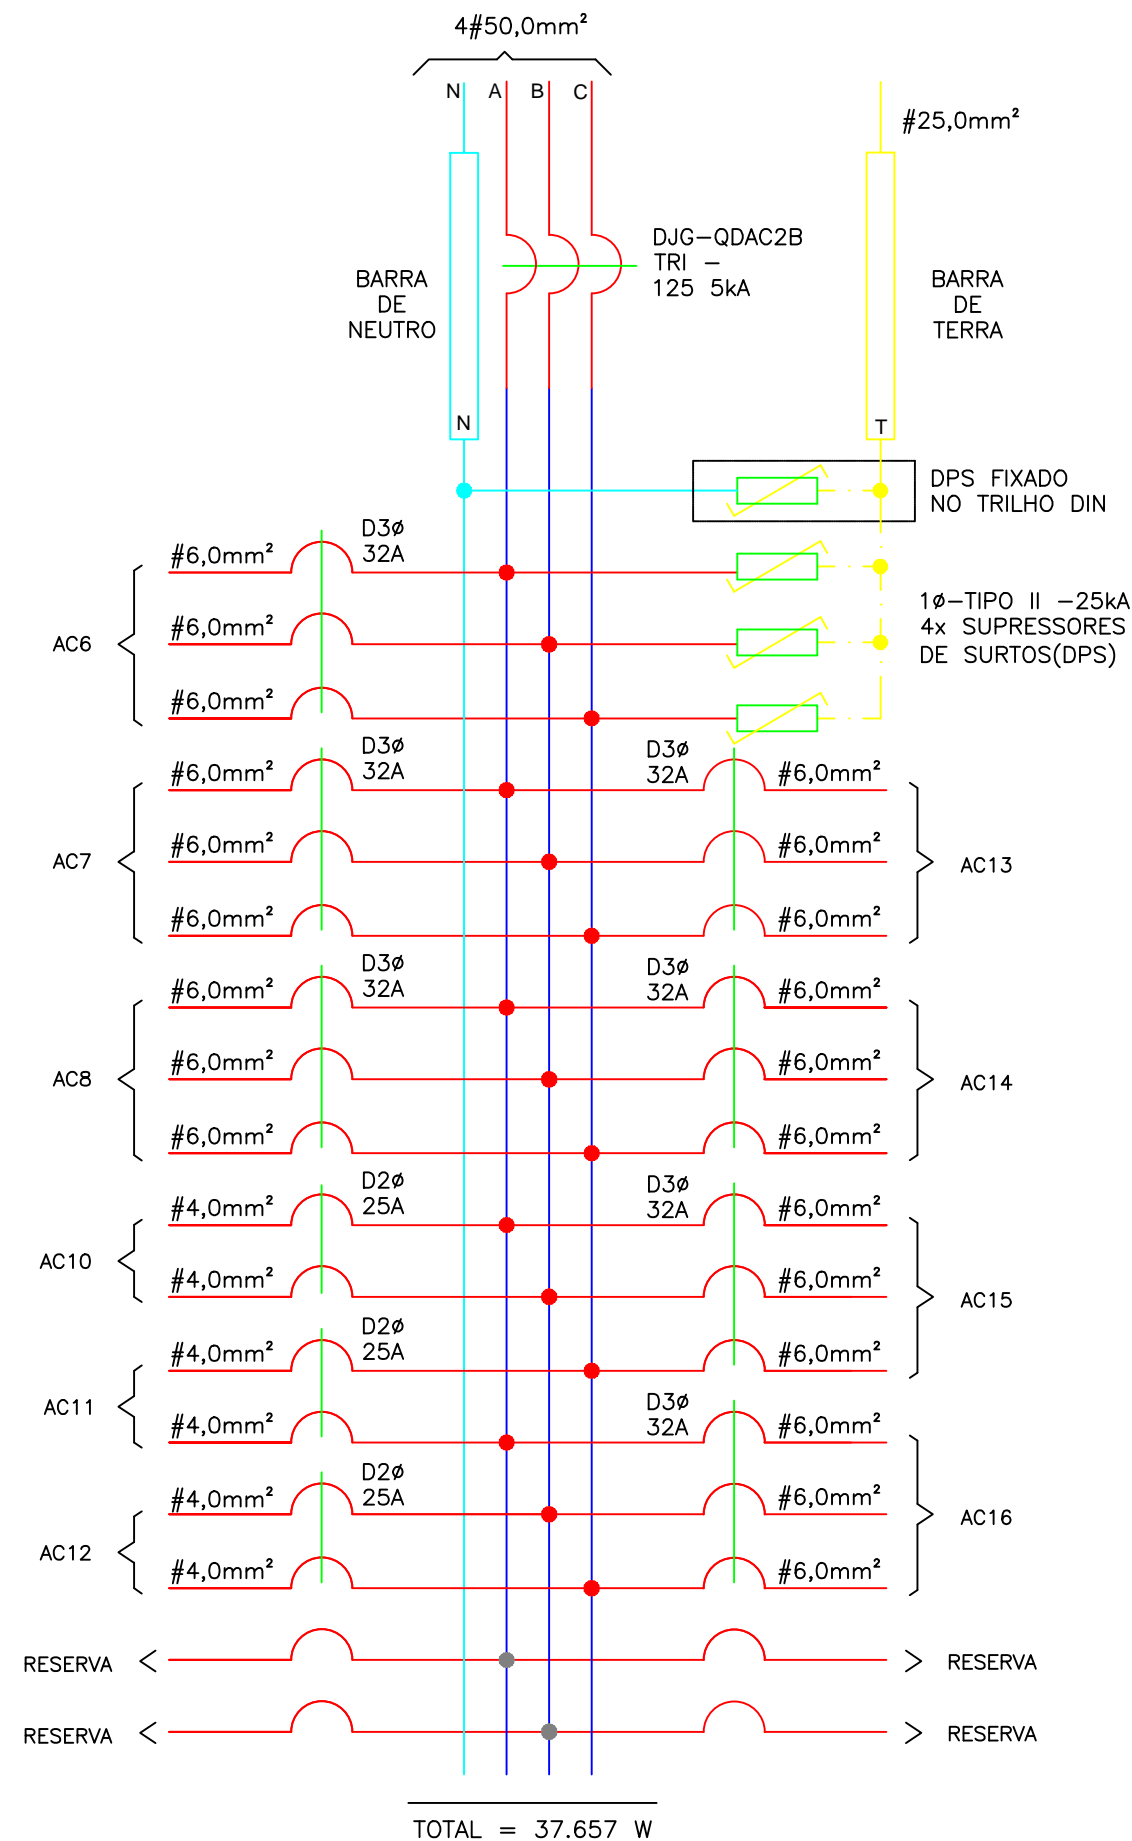 4#50,0mm²
N A B C
#25,0mm²
DJG-QDAC2B
TRI -
125 5kA
BARRA
DE
NEUTRO
BARRA
DE
TERRA
N
T
DPS FIXADO
NO TRILHO DIN
D3ø
32A
#6,0mm²
#6,0mm²
#6,0mm²
AC6
1ø-TIPO II -25kA
4x SUPRESSORES
DE SURTOS(DPS)
D3ø
32A
#6,0mm²
#6,0mm²
#6,0mm²
AC7
D3ø
32A
#6,0mm²
#6,0mm²
#6,0mm²
AC13
D3ø
32A
#6,0mm²
#6,0mm²
#6,0mm²
AC8
D3ø
32A
#6,0mm²
#6,0mm²
#6,0mm²
AC14
D2ø
25A
#4,0mm²
#4,0mm²
AC10
D3ø
32A
#6,0mm²
#6,0mm²
#6,0mm²
AC15
D2ø
25A
#4,0mm²
#4,0mm²
AC11
D3ø
32A
#6,0mm²
#6,0mm²
#6,0mm²
AC16
D2ø
25A
#4,0mm²
#4,0mm²
AC12
RESERVA
RESERVA
RESERVA
RESERVA
TOTAL = 37.657 W